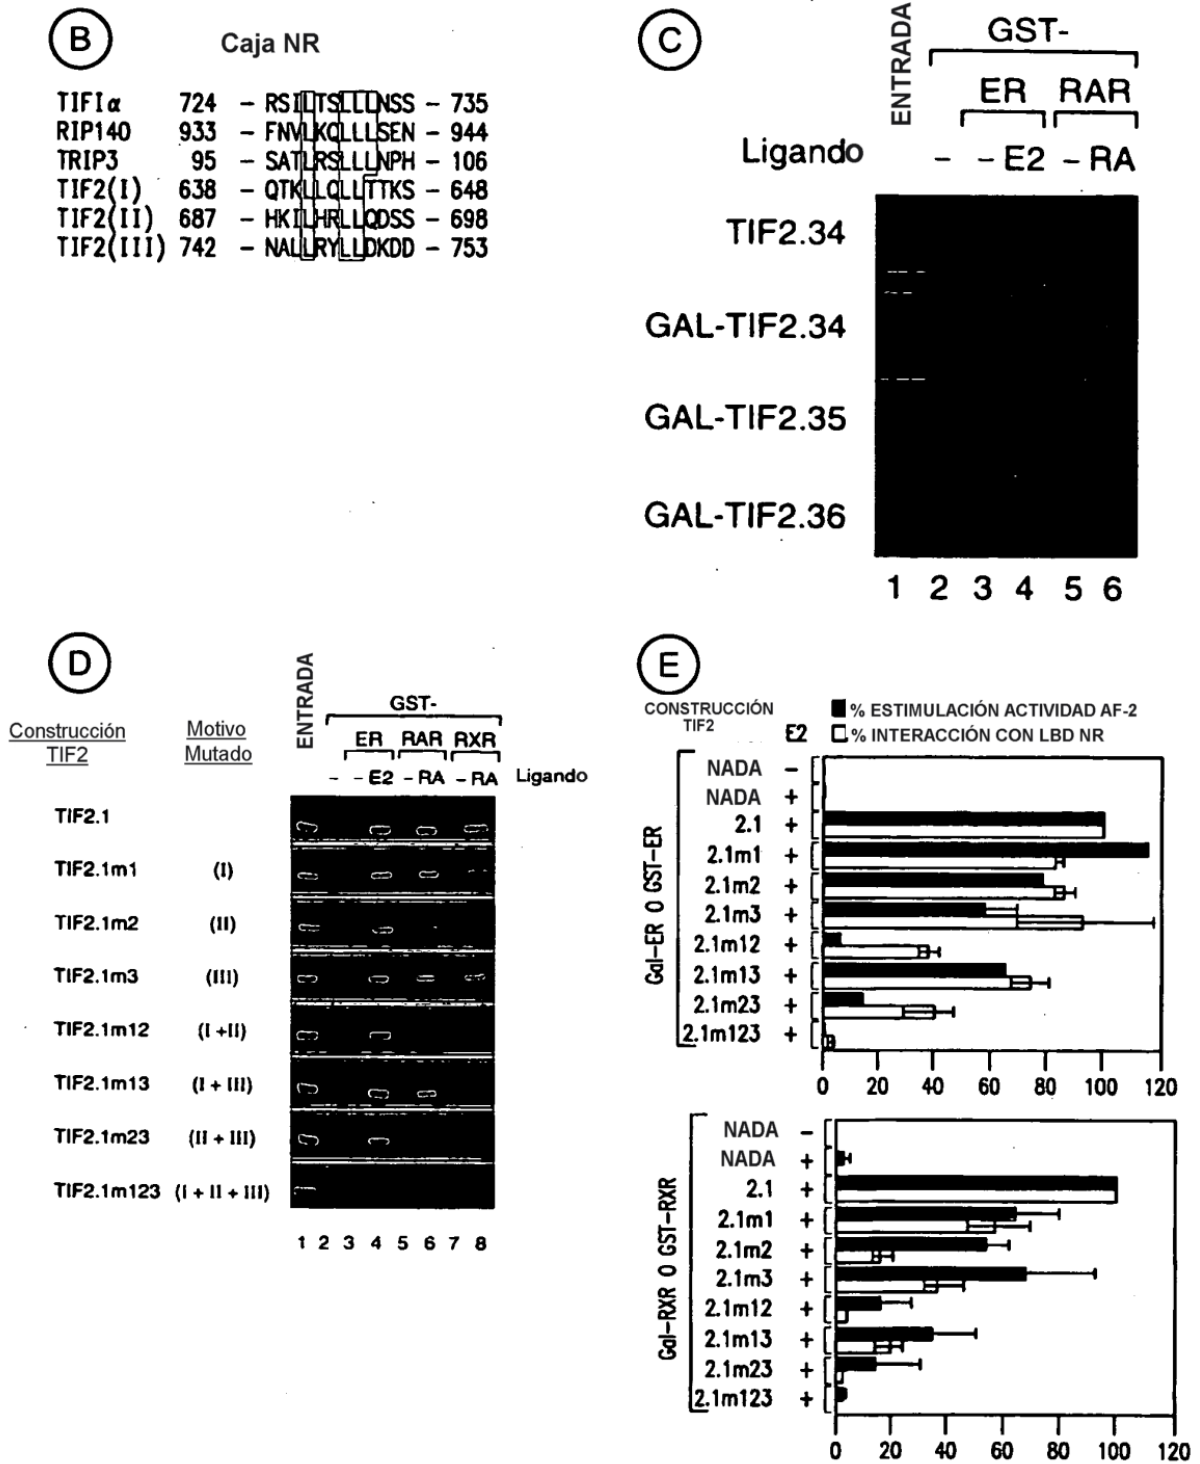 B
Caja NR
TIFIα 724 - RSILTSLLLNSS - 735
RIP140 933 - FNVLKQLLLSEN - 944
TRIP3 95 - SATLRSLLLNPH - 106
TIF2(I) 638 - QTKLLQLLTTKS - 648
TIF2(II) 687 - HKILHRLLQDSS - 698
TIF2(III) 742 - NALLRYLLDKDD - 753
C
ENTRADA
GST-
ER RAR
Ligando - - E2 - RA
TIF2.34
GAL-TIF2.34
GAL-TIF2.35
GAL-TIF2.36
1 2 3 4 5 6
D
Construcción TIF2
Motivo Mutado
ENTRADA
GST-
ER RAR RXR
- - E2 - RA - RA Ligando
TIF2.1
TIF2.1m1 (I)
TIF2.1m2 (II)
TIF2.1m3 (III)
TIF2.1m12 (I +II)
TIF2.1m13 (I + III)
TIF2.1m23 (II + III)
TIF2.1m123 (I + II + III)
1 2 3 4 5 6 7 8
E
CONSTRUCCIÓN TIF2
E2
% ESTIMULACIÓN ACTIVIDAD AF-2
% INTERACCIÓN CON LBD NR
Gal-ER O GST-ER
NADA -
NADA +
2.1 +
2.1m1 +
2.1m2 +
2.1m3 +
2.1m12 +
2.1m13 +
2.1m23 +
2.1m123 +
0 20 40 60 80 100 120
Gal-RXR O GST-RXR
NADA -
NADA +
2.1 +
2.1m1 +
2.1m2 +
2.1m3 +
2.1m12 +
2.1m13 +
2.1m23 +
2.1m123 +
0 20 40 60 80 100 120